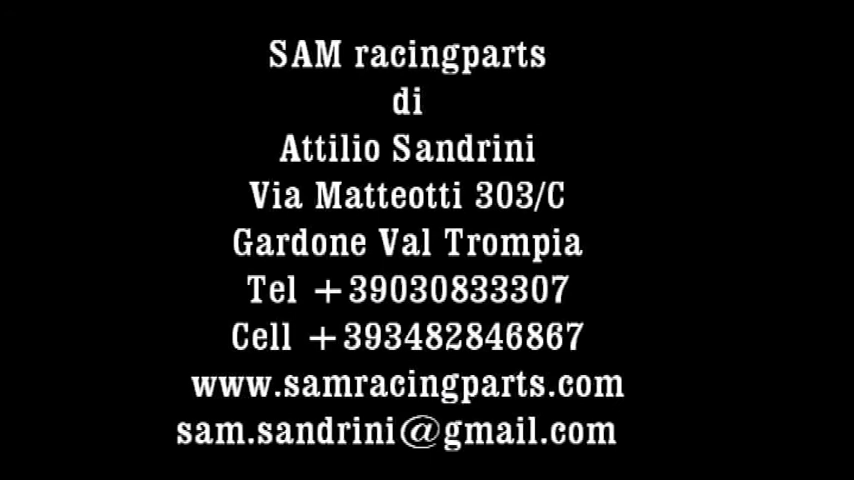 SAM racingparts
di
Attilio Sandrini
Via Matteotti 303/C
Gardone Val Trompia
Tel +39030833307
Cell +393482846867
www.samracingparts.com
sam.sandrini@gmail.com